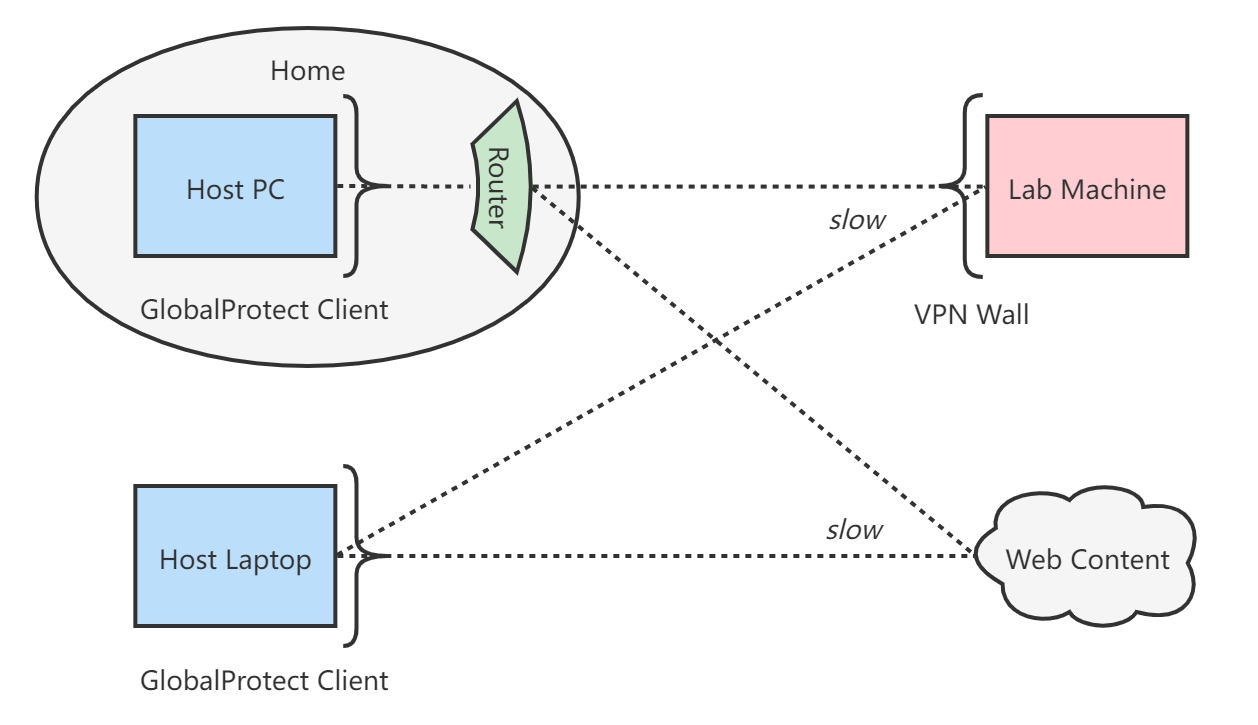 Home
Host PC
Router
GlobalProtect Client
slow
Lab Machine
VPN Wall
Host Laptop
slow
Web Content
GlobalProtect Client